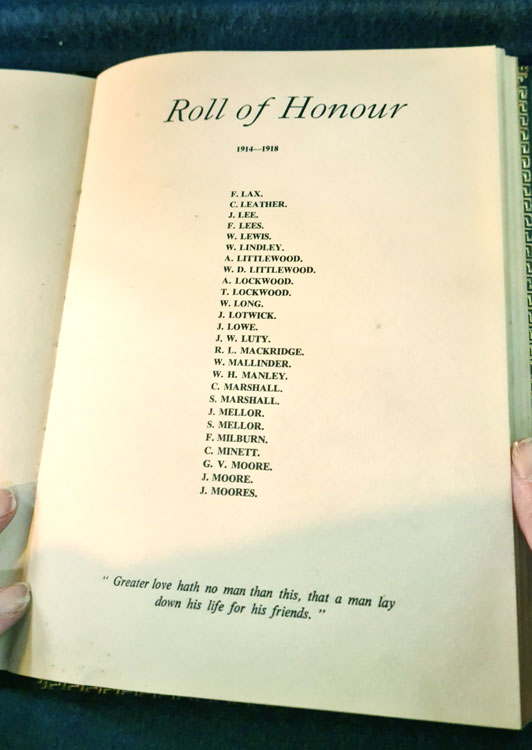 Roll of Honour
1914—1918
F. LAX.
C. LEATHER.
J. LEE.
F. LEES.
W. LEWIS.
W. LINDLEY.
A. LITTLEWOOD.
W. D. LITTLEWOOD.
A. LOCKWOOD.
T. LOCKWOOD.
W. LONG.
J. LOTWICK.
J. LOWE.
J. W. LUTY.
R. L. MACKRIDGE.
W. MALLINDER.
W. H. MANLEY.
C. MARSHALL.
S. MARSHALL.
J. MELLOR.
S. MELLOR.
F. MILBURN.
C. MINETT.
G. V. MOORE.
J. MOORE.
J. MOORES.
" Greater love hath no man than this, that a man lay
down his life for his friends. "